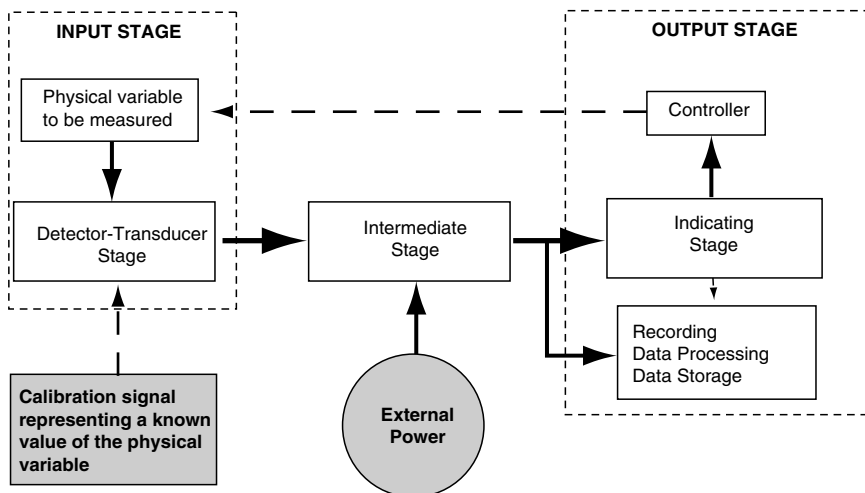 INPUT STAGE
OUTPUT STAGE
Physical variable
to be measured
Controller
Detector-Transducer
Stage
Intermediate
Stage
Indicating
Stage
Recording
Data Processing
Data Storage
Calibration signal
representing a known
value of the physical
variable
External
Power